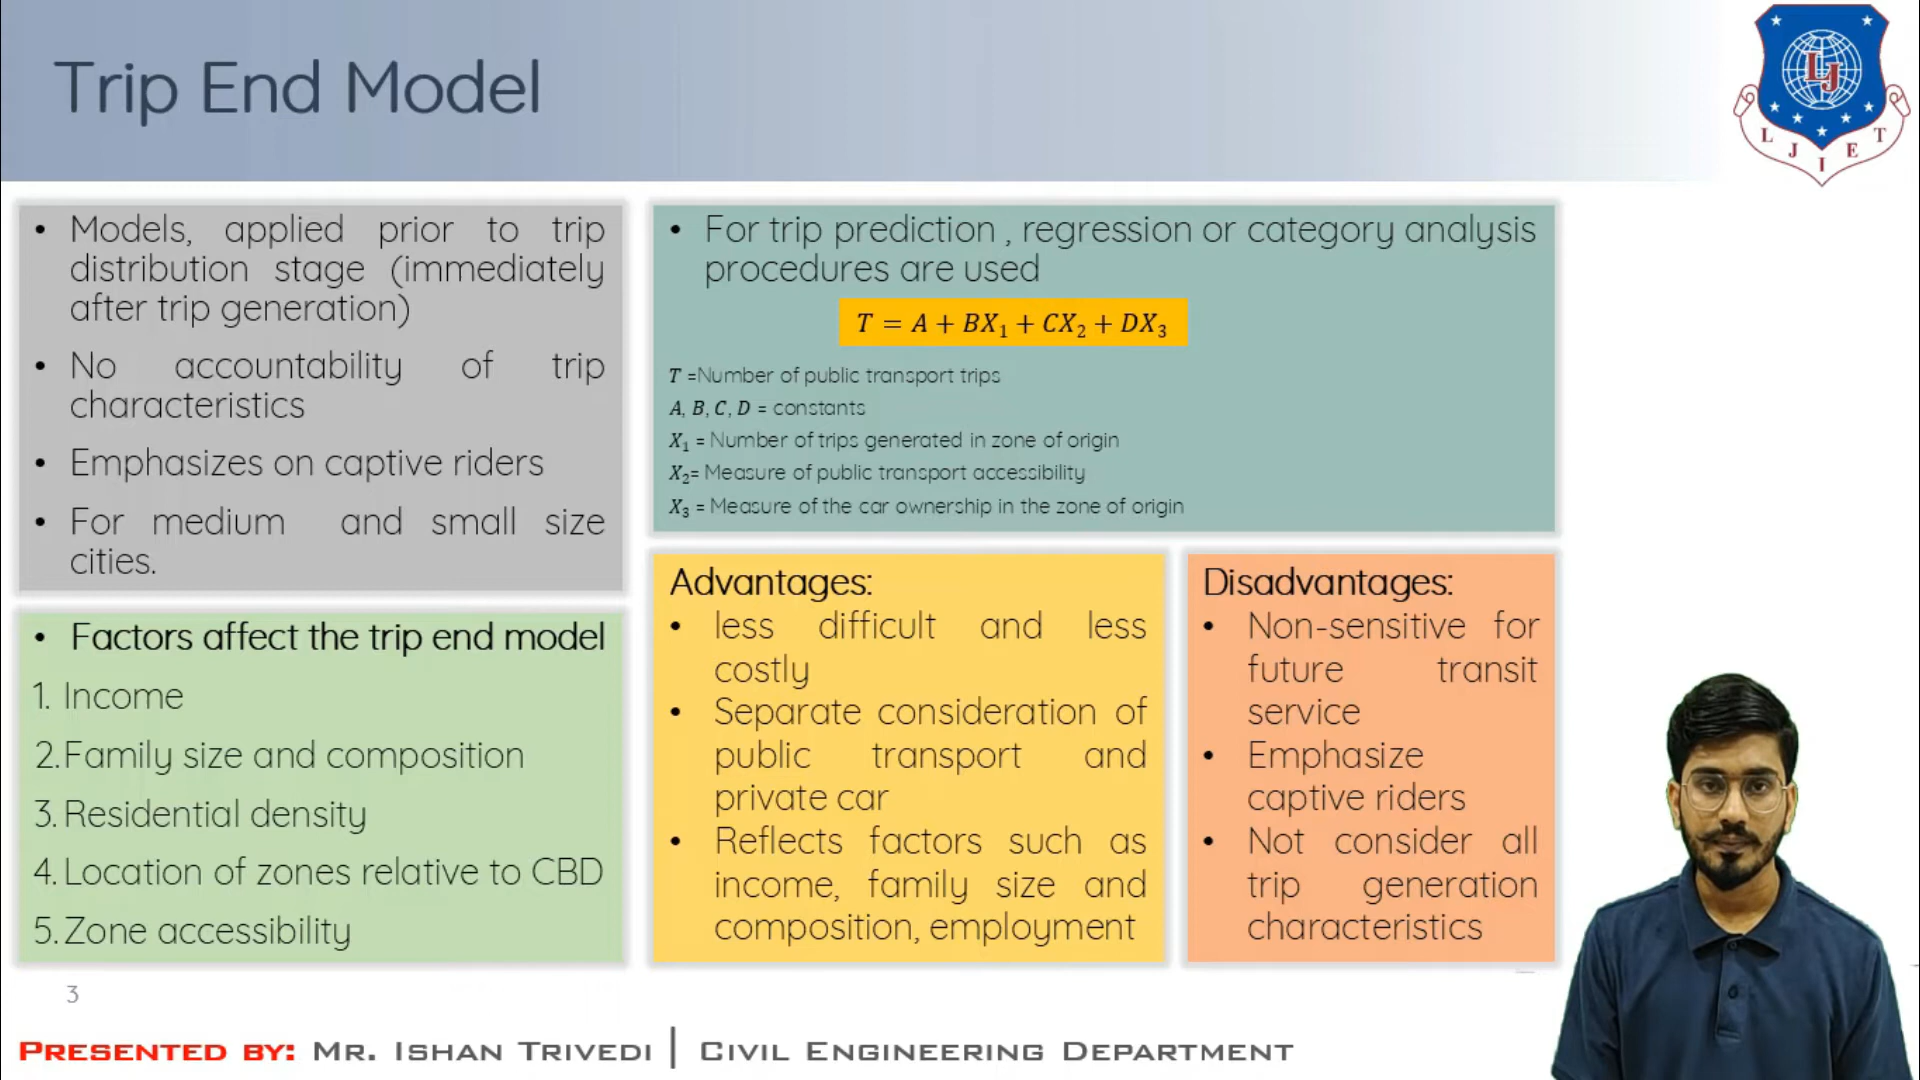 Trip End Model
L J I E T
LJ
• Models, applied prior to trip
distribution stage (immediately
after trip generation)
• No accountability of trip
characteristics
• Emphasizes on captive riders
• For medium and small size
cities.
• For trip prediction , regression or category analysis
procedures are used
T = A + BX₁ + CX₂ + DX₃
T =Number of public transport trips
A, B, C, D = constants
X₁ = Number of trips generated in zone of origin
X₂= Measure of public transport accessibility
X₃ = Measure of the car ownership in the zone of origin
• Factors affect the trip end model
1. Income
2. Family size and composition
3. Residential density
4. Location of zones relative to CBD
5. Zone accessibility
Advantages:
• less difficult and less
costly
• Separate consideration of
public transport and
private car
• Reflects factors such as
income, family size and
composition, employment
Disadvantages:
• Non-sensitive for
future transit
service
• Emphasize
captive riders
• Not consider all
trip generation
characteristics
3
PRESENTED BY: MR. ISHAN TRIVEDI | CIVIL ENGINEERING DEPARTMENT